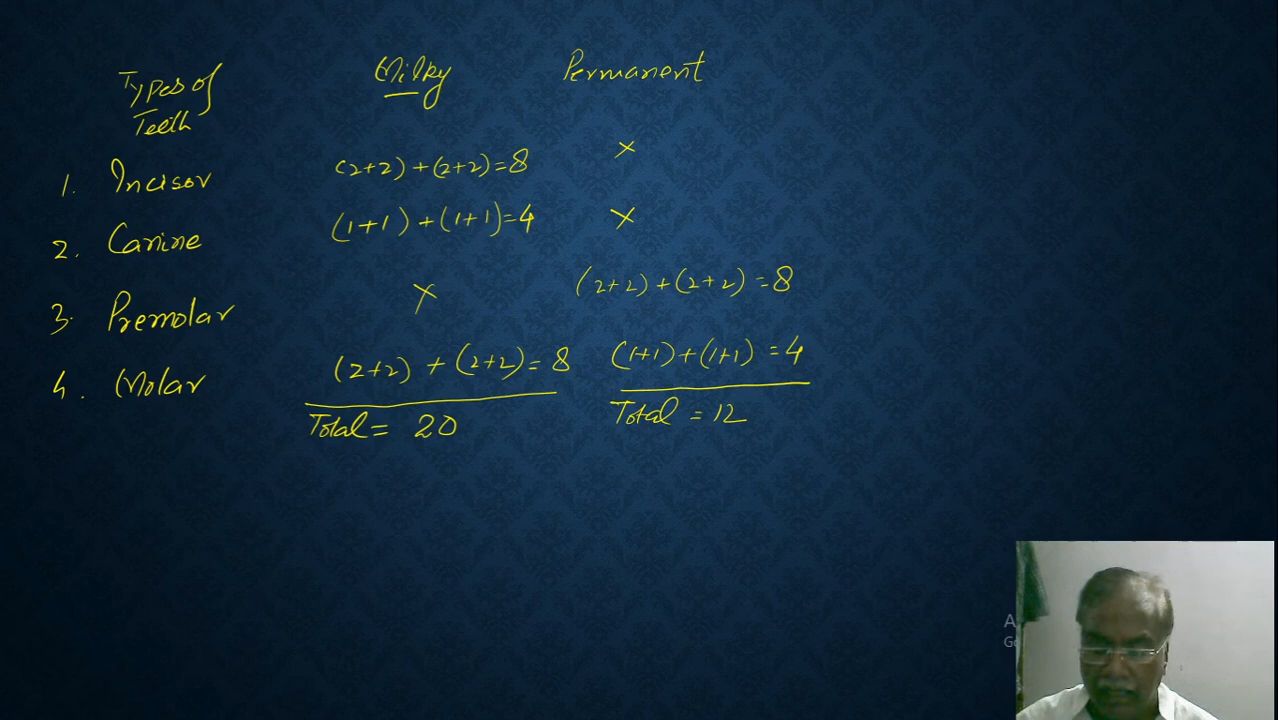 Types of Milky Permanent
Teeth
1. Incisor (2+2)+(2+2)=8 ×
2. Canine (1+1)+(1+1)=4 ×
3. Premolar × (2+2)+(2+2)=8
4. Molar (2+2)+(2+2)=8 (1+1)+(1+1)=4
Total= 20 Total=12